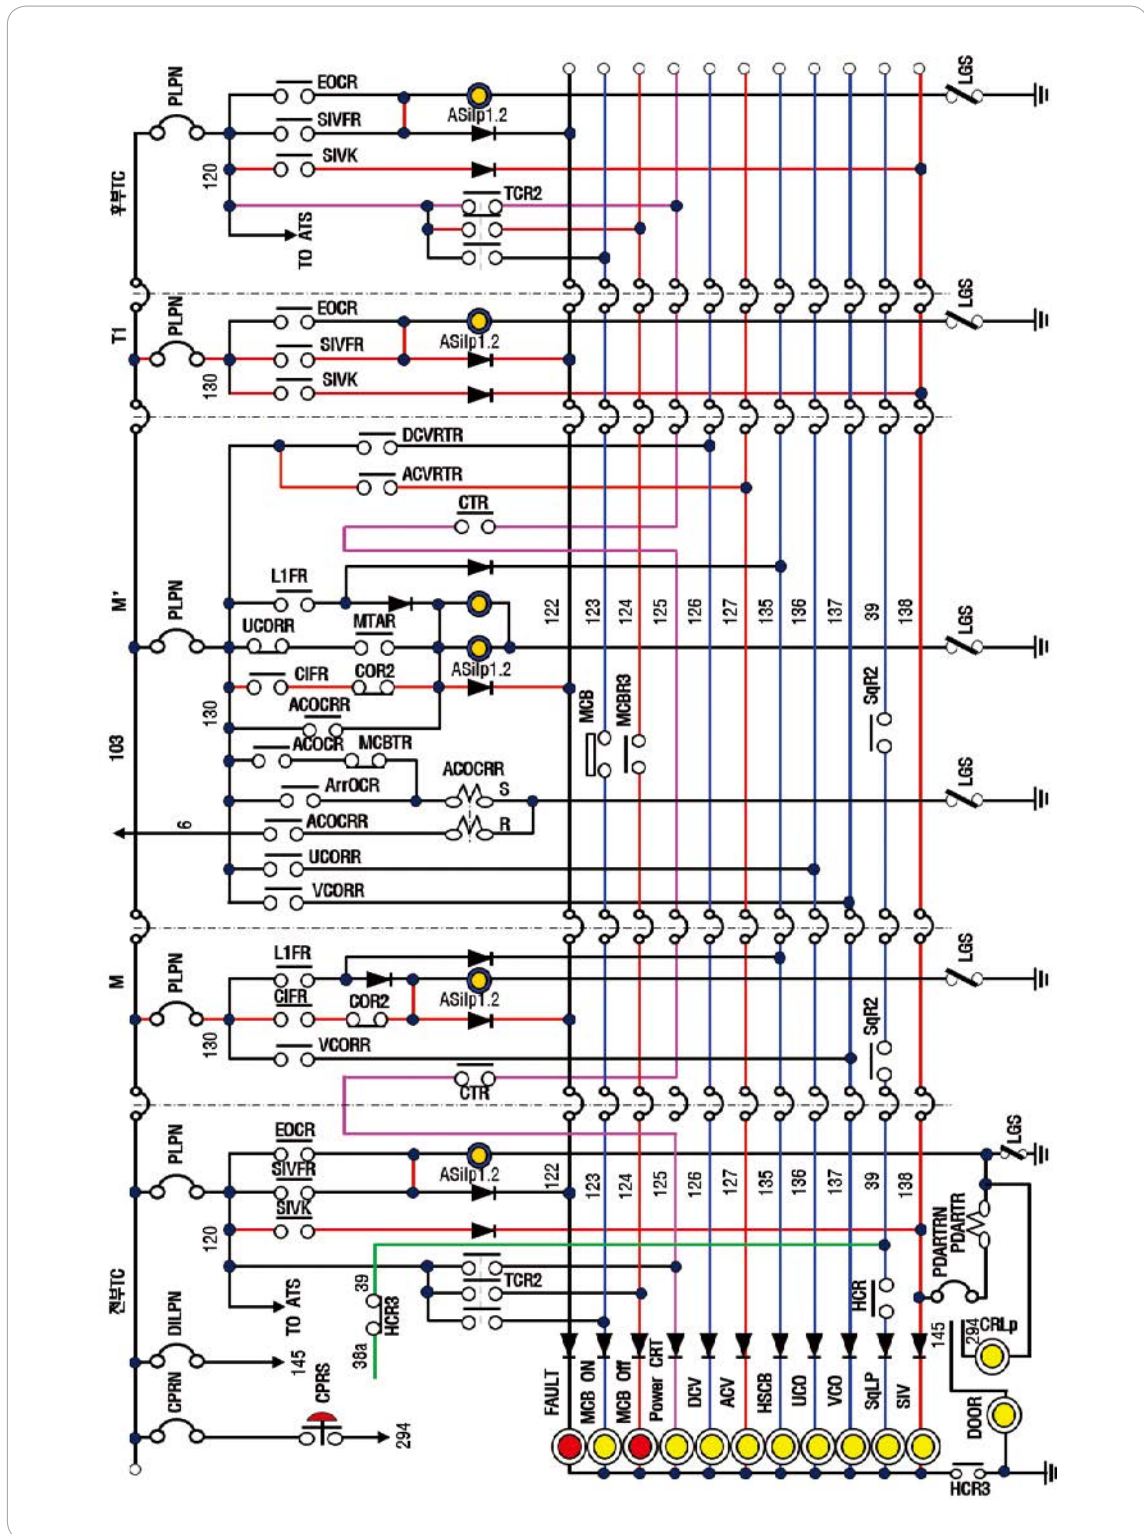 후부TC
PLPN
120
EOCR
SIVFR
SIVK
ASilp1.2
TCR2
TO ATS
LGS
T1
PLPN
130
EOCR
SIVFR
SIVK
ASilp1.2
LGS
M'
PLPN
130
DCVRTR
ACVRTR
CTR
L1FR
UCORR
MTAR
ASilp1.2
CIFR
COR2
ACOCRR
ACOCR
MCBTR
ACOCRR
ArrOCR
S
ACOCRR
R
UCORR
VCORR
103
6
122
123
124
125
126
127
135
136
137
39
138
MCB
MCBR3
SqR2
LGS
LGS
M
PLPN
130
L1FR
CIFR
COR2
ASilp1.2
VCORR
CTR
SqR2
LGS
전부TC
PLPN
120
EOCR
SIVFR
SIVK
ASilp1.2
122
123
124
125
126
127
135
136
137
39
138
LGS
PDARTRN
PDARTR
TO ATS
39
HCR3
38a
TCR2
HCR
DILPN
145
CPRN
CPRS
294
145
294
CRLp
DOOR
HCR3
FAULT
MCB ON
MCB Off
Power CRT
DCV
ACV
HSCB
UCO
VCO
SqLP
SIV